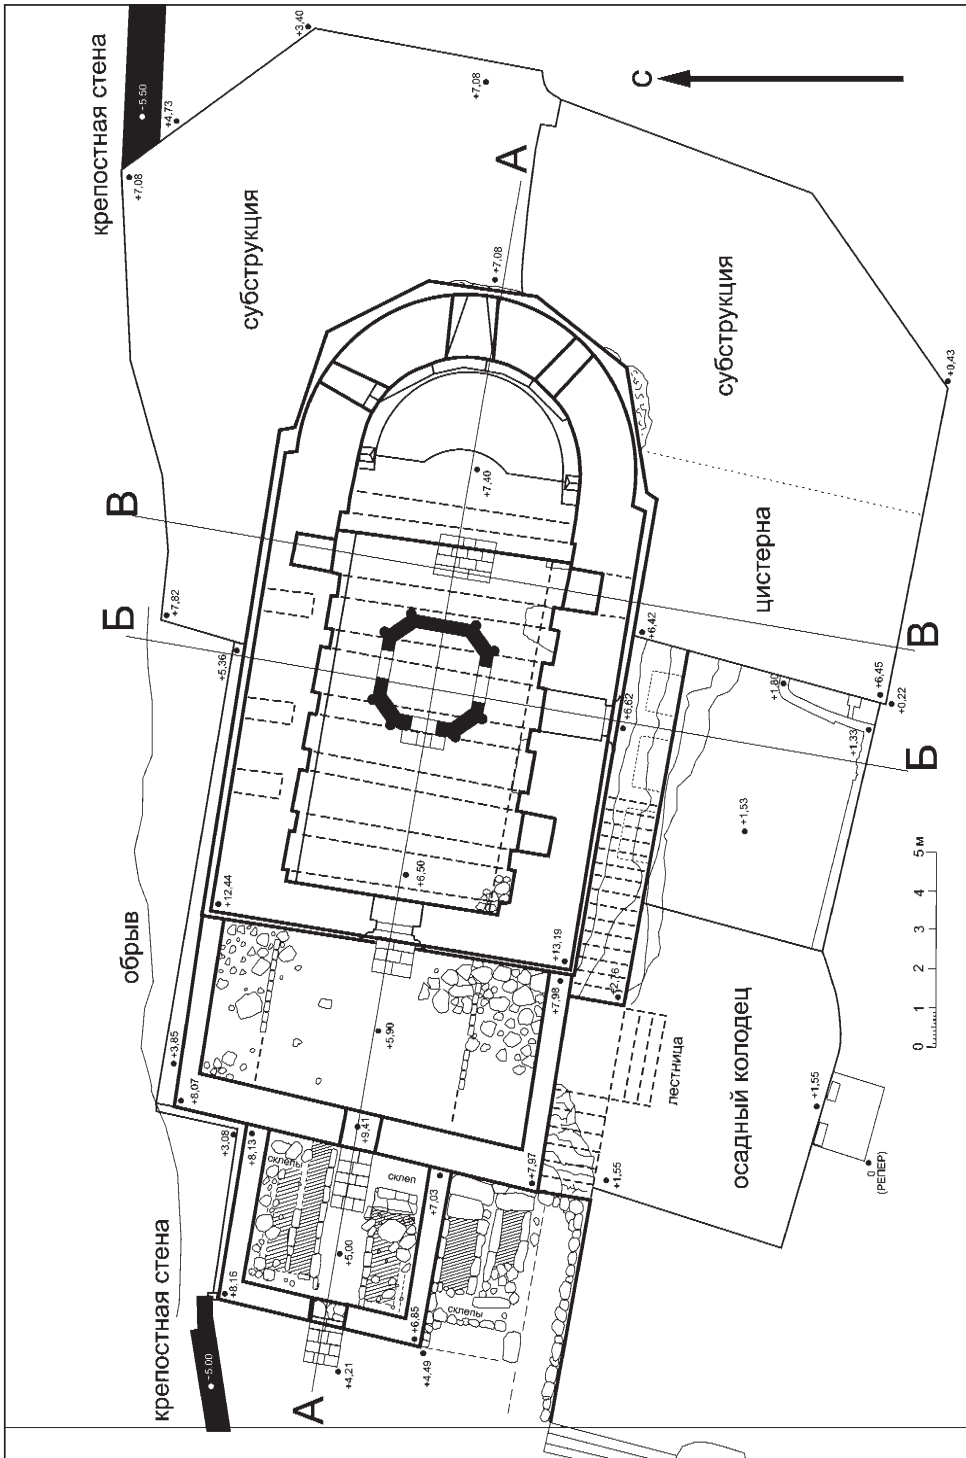 +3,40
крепостная стена
-5.50
+4,73
+7,08
+7,08
С
А
субструкция
+7,08
субструкция
+0,43
В
+7,40
цистерна
Б
+7,82
+5,36
+6,42
+6,62
+1,80
+6,45
+0,22
В
+1,33
Б
+1,53
+6,50
+12,44
обрыв
+13,19
5 м
4
3
2
1
0
+7,98
+2,16
+5,90
+3,85
+8,07
лестница
осадный колодец
+1,55
+9,41
+3,08
+8,13
склепы
склеп
+7,97
+7,03
+1,55
0
(РЕПЕР)
+5,00
крепостная стена
+8,16
+6,85
склепы
-5.00
+4,21
+4,49
А